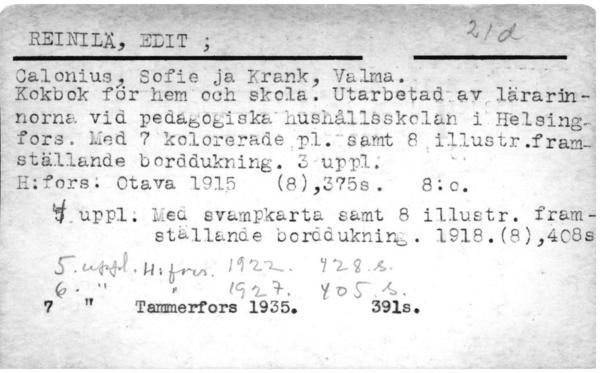 REINILÄ, EDIT ; 21d
Calonius, Sofie ja Krank, Valma.
Kokbok för hem och skola. Utarbetad av lärarin-
norna vid pedagogiska hushållsskolan i Helsing-
fors. Med 7 kolorerade pl. samt 8 illustr.fram-
ställande borddukning. 3 uppl.
H:fors. Otava 1915 (8),375s. 8:o.
4 uppl. Med svampkarta samt 8 illustr. fram-
ställande borddukning. 1918.(8),408s
5. uppl. H:fors. 1922. 428 s.
6. " " 1927. 405 s.
7 " Tammerfors 1935. 391s.